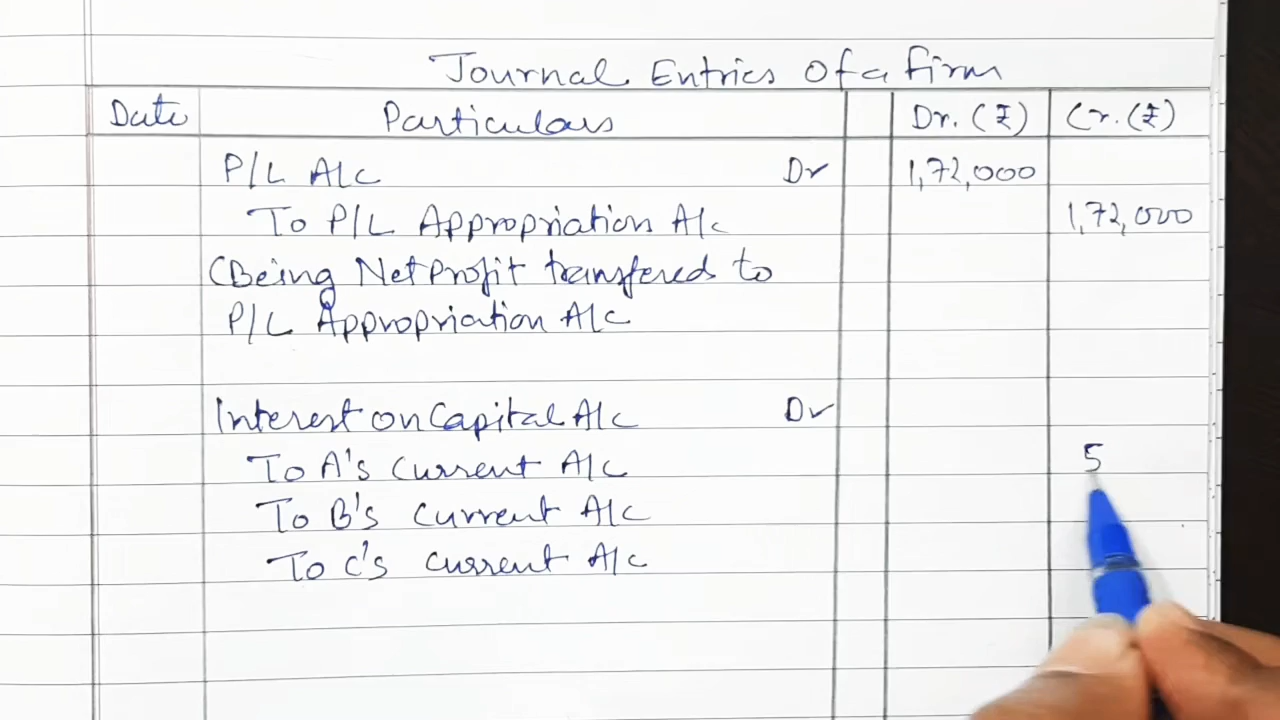 Journal Entries Of a firm
Date Particulars Dr. (₹) Cr. (₹)
P/L A/c Dr 1,72,000
To P/L Appropriation A/c 1,72,000
(Being Net Profit transfered to
P/L Appropriation A/c
Interest on Capital A/c Dr
To A's Current A/c 5
To B's Current A/c
To C's Current A/c